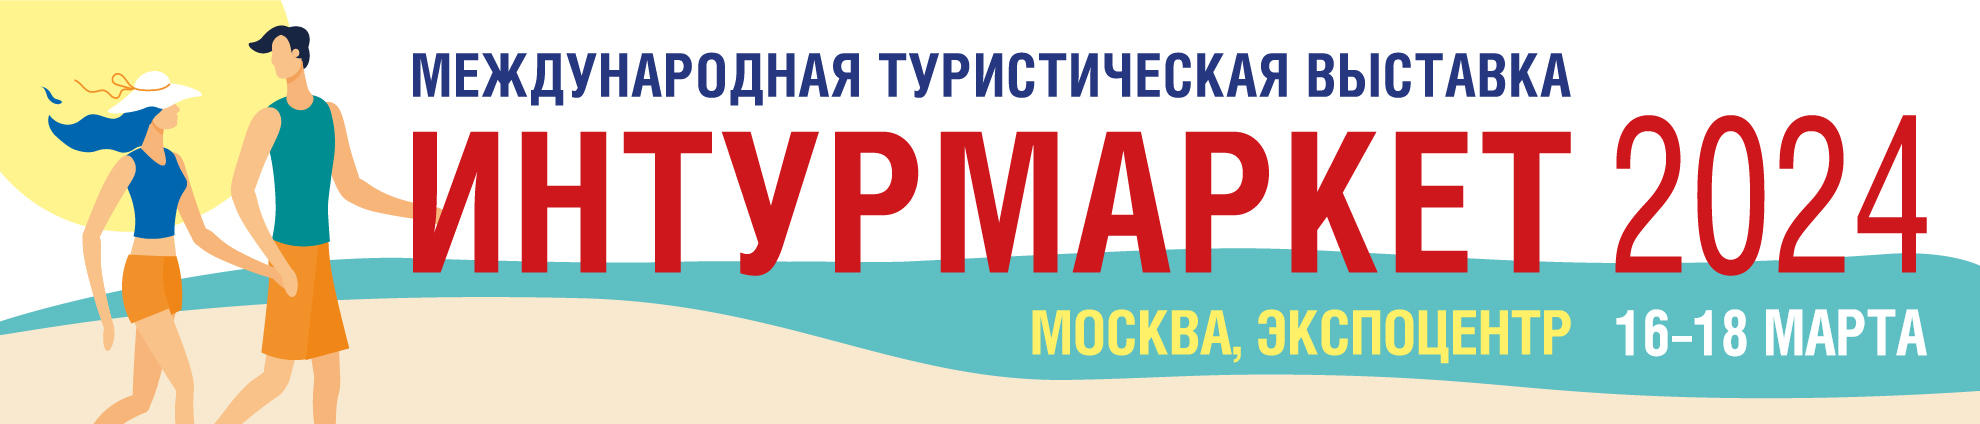 МЕЖДУНАРОДНАЯ ТУРИСТИЧЕСКАЯ ВЫСТАВКА
ИНТУРМАРКЕТ 2024
МОСКВА, ЭКСПОЦЕНТР 16-18 МАРТА